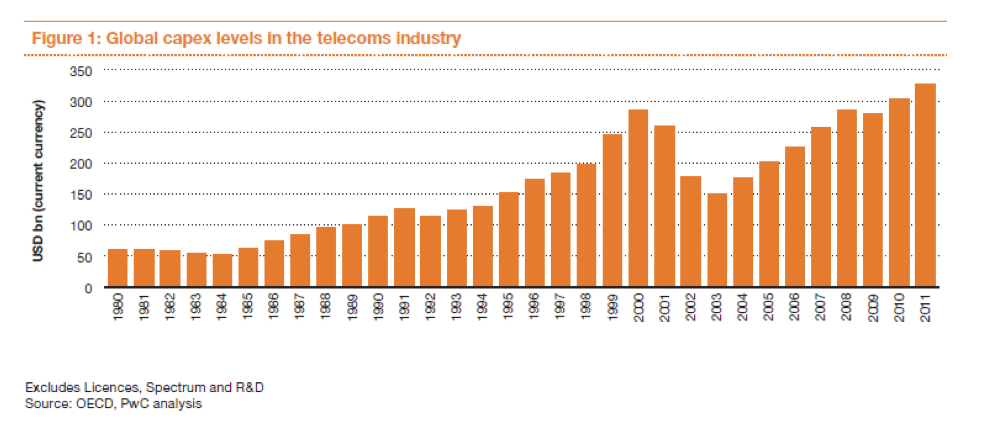 Figure 1: Global capex levels in the telecoms industry
USD bn (current currency)
350
300
250
200
150
100
50
0
1980 1981 1982 1983 1984 1985 1986 1987 1988 1989 1990 1991 1992 1993 1994 1995 1996 1997 1998 1999 2000 2001 2002 2003 2004 2005 2006 2007 2008 2009 2010 2011
Excludes Licences, Spectrum and R&D
Source: OECD, PwC analysis